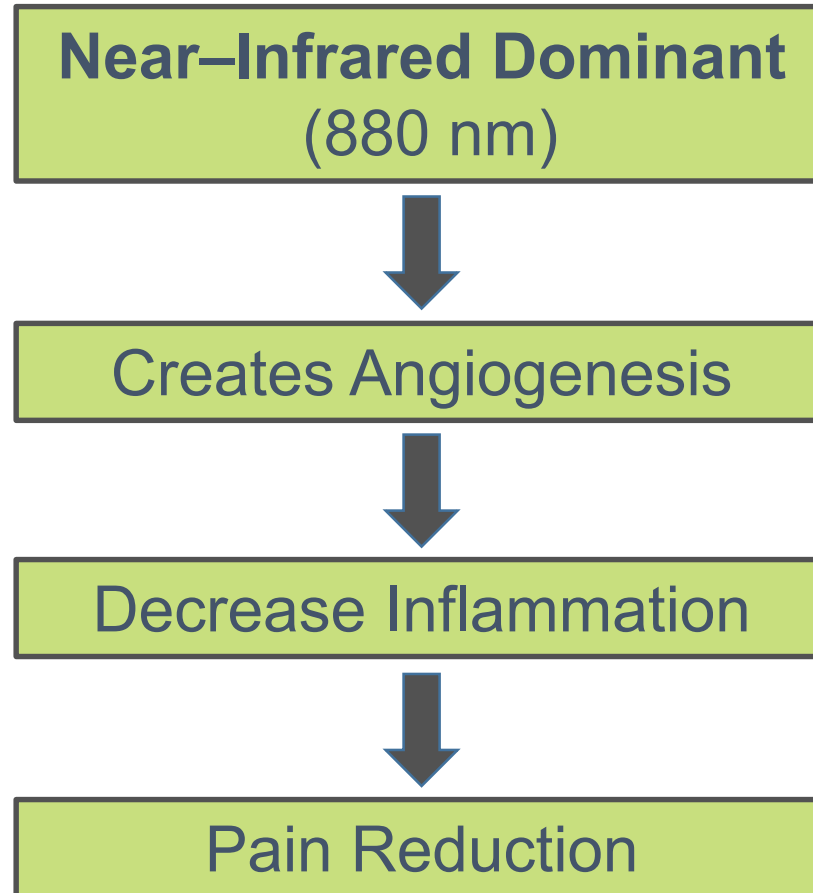 Near–Infrared Dominant
(880 nm)
Creates Angiogenesis
Decrease Inflammation
Pain Reduction